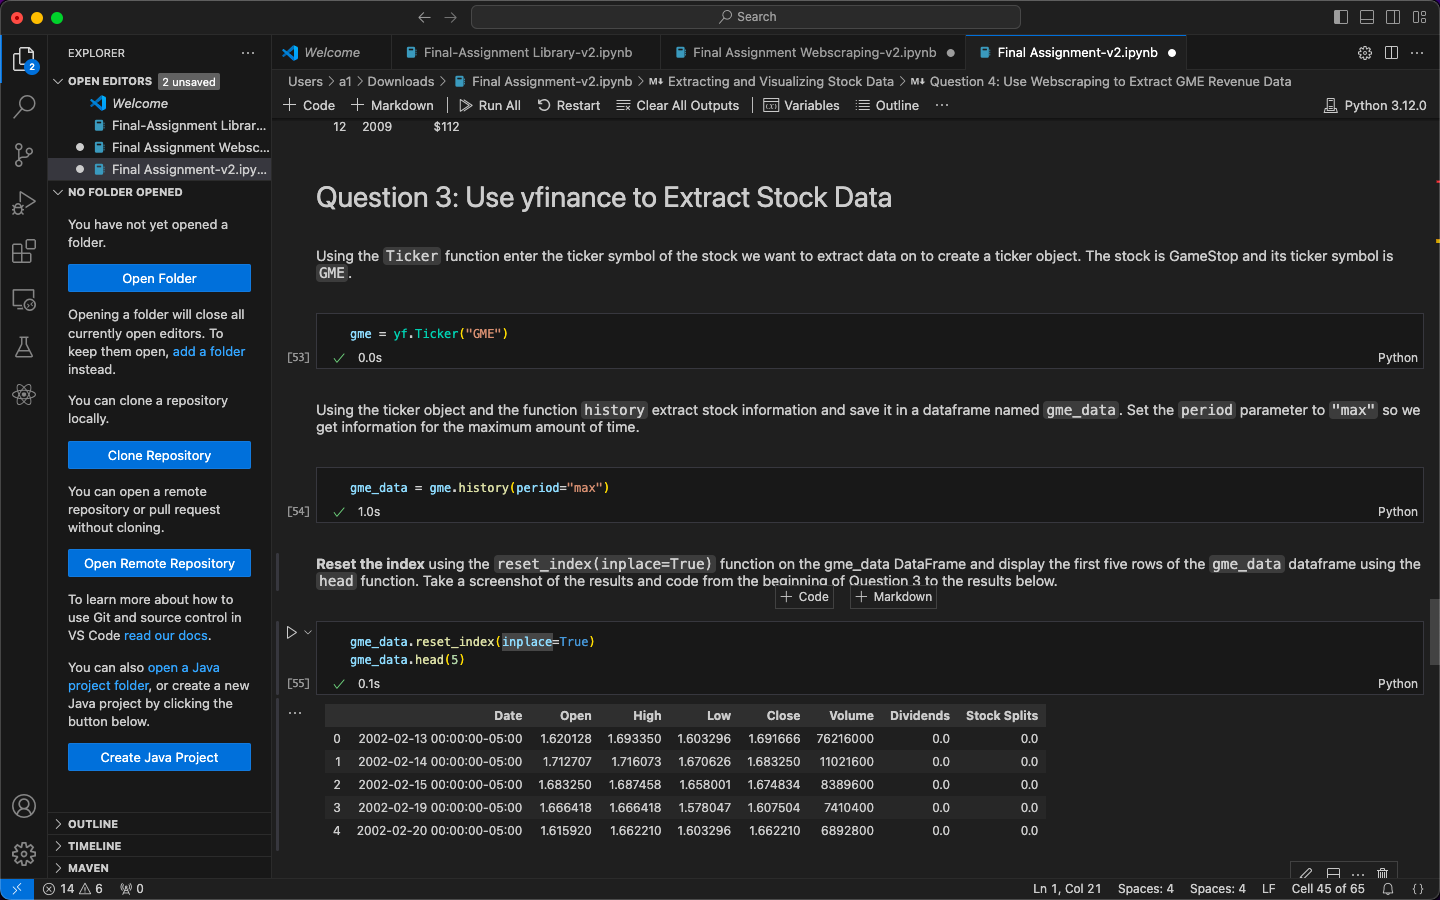 Search
EXPLORER
OPEN EDITORS 2 unsaved
Welcome
Final-Assignment Librar...
Final Assignment Websc...
Final Assignment-v2.ipy...
NO FOLDER OPENED
You have not yet opened a
folder.
Open Folder
Opening a folder will close all
currently open editors. To
keep them open, add a folder
instead.
You can clone a repository
locally.
Clone Repository
You can open a remote
repository or pull request
without cloning.
Open Remote Repository
To learn more about how to
use Git and source control in
VS Code read our docs.
You can also open a Java
project folder, or create a new
Java project by clicking the
button below.
Create Java Project
OUTLINE
TIMELINE
MAVEN
2
Welcome Final-Assignment Library-v2.ipynb Final Assignment Webscraping-v2.ipynb Final Assignment-v2.ipynb
Users > a1 > Downloads > Final Assignment-v2.ipynb > M↓ Extracting and Visualizing Stock Data > M↓ Question 4: Use Webscraping to Extract GME Revenue Data
+ Code + Markdown | Run All Restart Clear All Outputs | Variables Outline ... Python 3.12.0
12 2009 $112
Question 3: Use yfinance to Extract Stock Data
Using the Ticker function enter the ticker symbol of the stock we want to extract data on to create a ticker object. The stock is GameStop and its ticker symbol is
GME.
gme = yf.Ticker("GME")
[53] ✓ 0.0s Python
Using the ticker object and the function history extract stock information and save it in a dataframe named gme_data. Set the period parameter to "max" so we
get information for the maximum amount of time.
gme_data = gme.history(period="max")
[54] ✓ 1.0s Python
Reset the index using the reset_index(inplace=True) function on the gme_data DataFrame and display the first five rows of the gme_data dataframe using the
head function. Take a screenshot of the results and code from the beginning of Question 3 to the results below.
+ Code + Markdown
gme_data.reset_index(inplace=True)
gme_data.head(5)
[55] ✓ 0.1s Python
Date Open High Low Close Volume Dividends Stock Splits
0 2002-02-13 00:00:00-05:00 1.620128 1.693350 1.603296 1.691666 76216000 0.0 0.0
1 2002-02-14 00:00:00-05:00 1.712707 1.716073 1.670626 1.683250 11021600 0.0 0.0
2 2002-02-15 00:00:00-05:00 1.683250 1.687458 1.658001 1.674834 8389600 0.0 0.0
3 2002-02-19 00:00:00-05:00 1.666418 1.666418 1.578047 1.607504 7410400 0.0 0.0
4 2002-02-20 00:00:00-05:00 1.615920 1.662210 1.603296 1.662210 6892800 0.0 0.0
14 6 0 Ln 1, Col 21 Spaces: 4 Spaces: 4 LF Cell 45 of 65